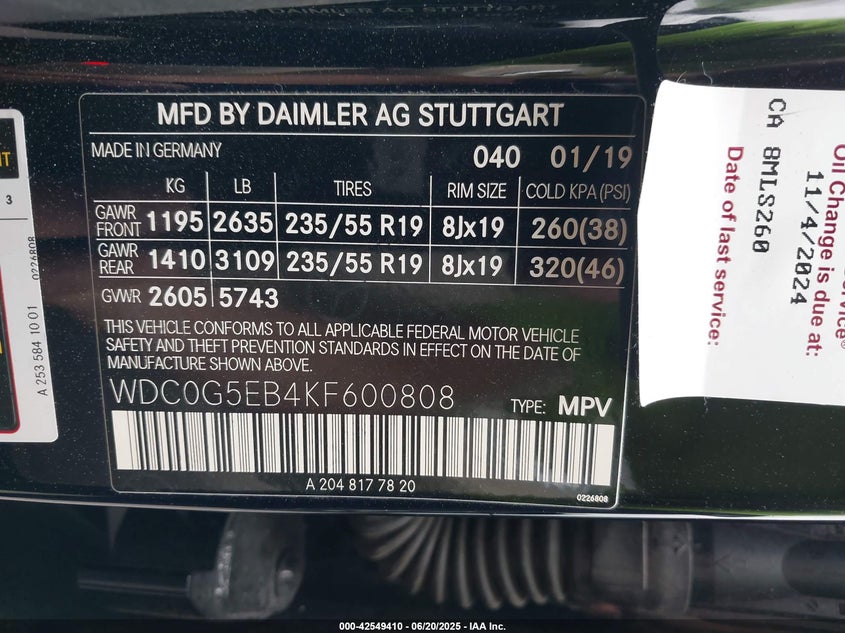 MFD BY DAIMLER AG STUTTGART
MADE IN GERMANY 040 01/19
KG LB TIRES RIM SIZE COLD KPA (PSI)
GAWR FRONT 1195 2635 235/55 R19 8Jx19 260(38)
GAWR REAR 1410 3109 235/55 R19 8Jx19 320(46)
GVWR 2605 5743
THIS VEHICLE CONFORMS TO ALL APPLICABLE FEDERAL MOTOR VEHICLE
SAFETY AND THEFT PREVENTION STANDARDS IN EFFECT ON THE DATE OF
MANUFACTURE SHOWN ABOVE.
WDC0G5EB4KF600808 TYPE: MPV
A 204 817 78 20
0226808
3
0226808
A 253 584 10 01
Oil Change is due at:
11/4/2024
CA 8MLS260
Date of last service:
000-42549410 - 06/20/2025 - IAA Inc.